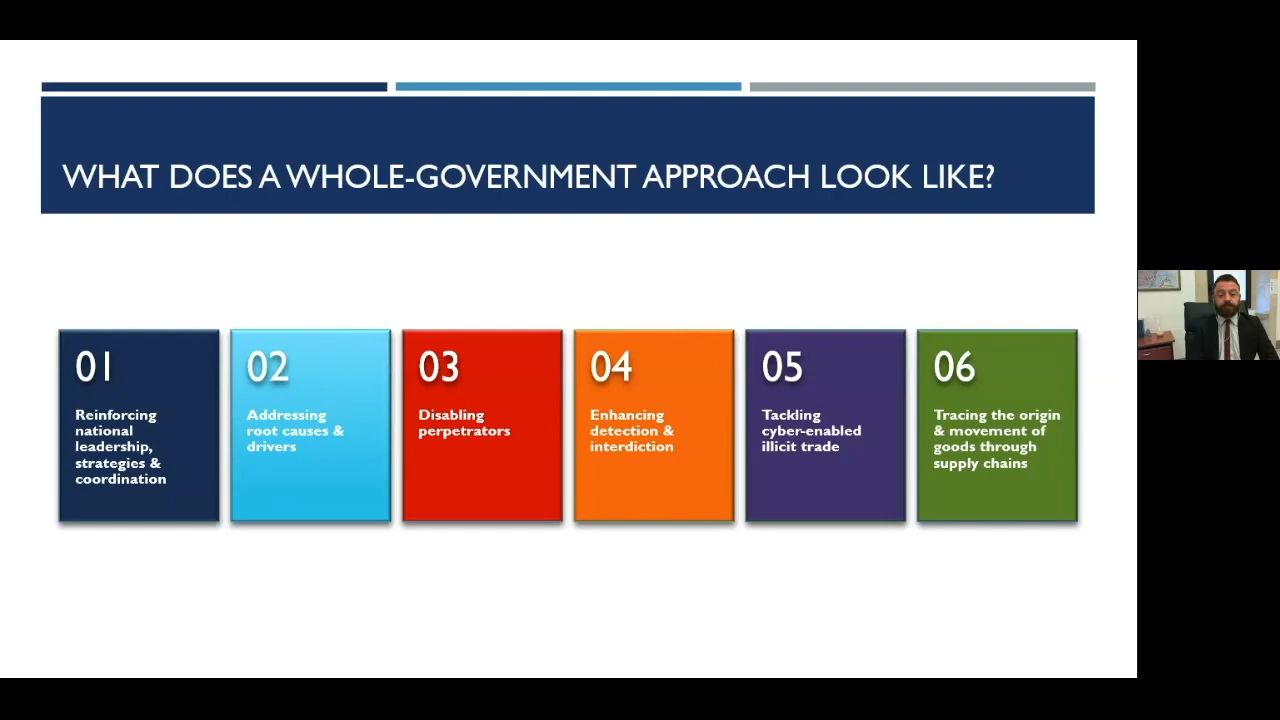 WHAT DOES A WHOLE-GOVERNMENT APPROACH LOOK LIKE?
01
Reinforcing
national
leadership,
strategies &
coordination
02
Addressing
root causes &
drivers
03
Disabling
perpetrators
04
Enhancing
detection &
interdiction
05
Tackling
cyber-enabled
illicit trade
06
Tracing the origin
& movement of
goods through
supply chains